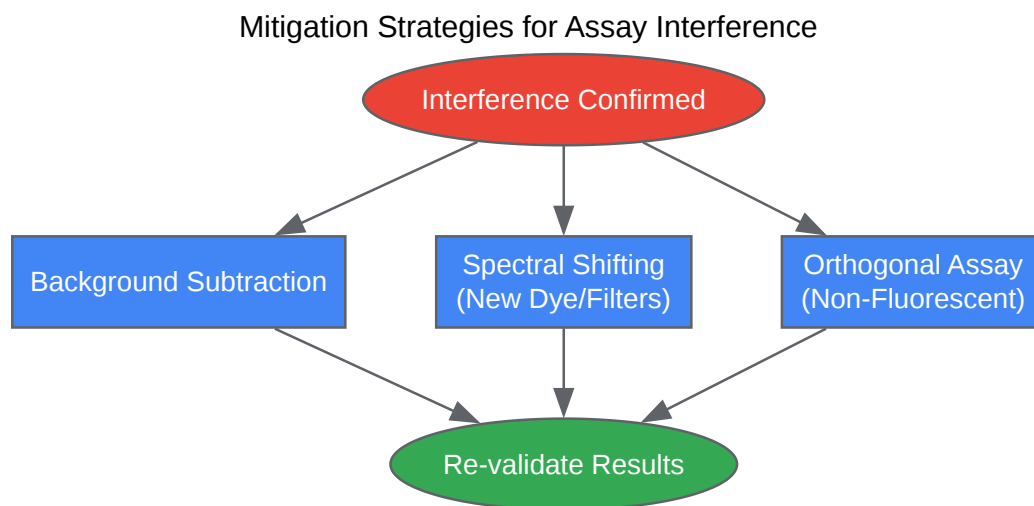 Mitigation Strategies for Assay Interference
Interference Confirmed
Background Subtraction
Spectral Shifting
(New Dye/Filters)
Orthogonal Assay
(Non-Fluorescent)
Re-validate Results